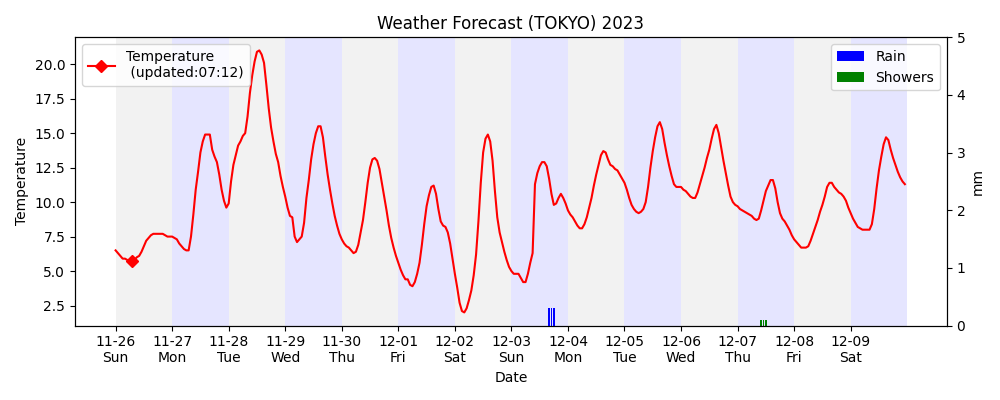 Weather Forecast (TOKYO) 2023
Temperature
(updated:07:12)
Rain
Showers
Temperature
20.0
17.5
15.0
12.5
10.0
7.5
5.0
2.5
5
4
3
2
1
0
mm
11-26 11-27 11-28 11-29 11-30 12-01 12-02 12-03 12-04 12-05 12-06 12-07 12-08 12-09
Sun Mon Tue Wed Thu Fri Sat Sun Mon Tue Wed Thu Fri Sat
Date